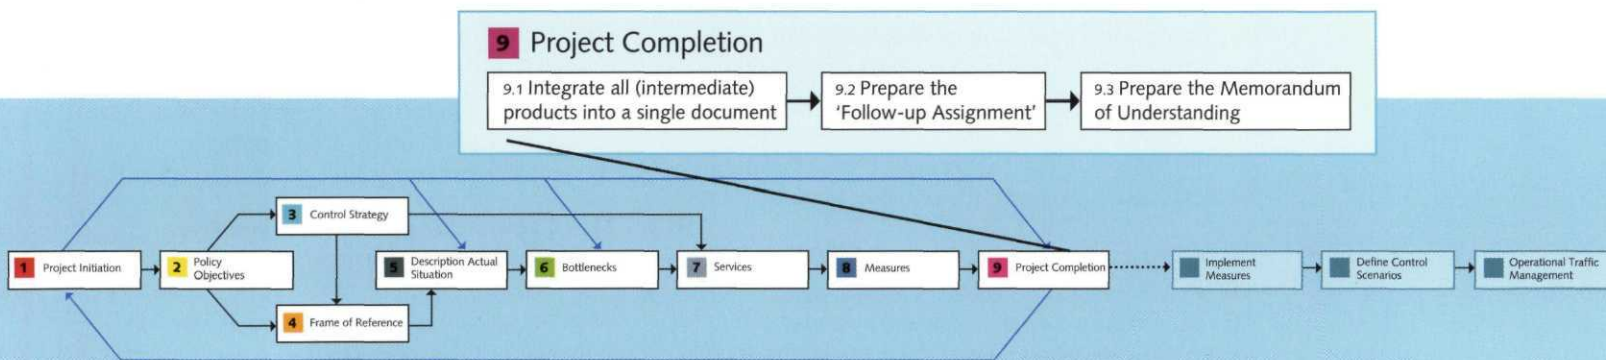 9 Project Completion
9.1 Integrate all (intermediate)
products into a single document
9.2 Prepare the
'Follow-up Assignment'
9.3 Prepare the Memorandum
of Understanding
1 Project Initiation
2 Policy
Objectives
3 Control Strategy
4 Frame of Reference
5 Description Actual
Situation
6 Bottlenecks
7 Services
8 Measures
9 Project Completion
Implement
Measures
Define Control
Scenarios
Operational Traffic
Management